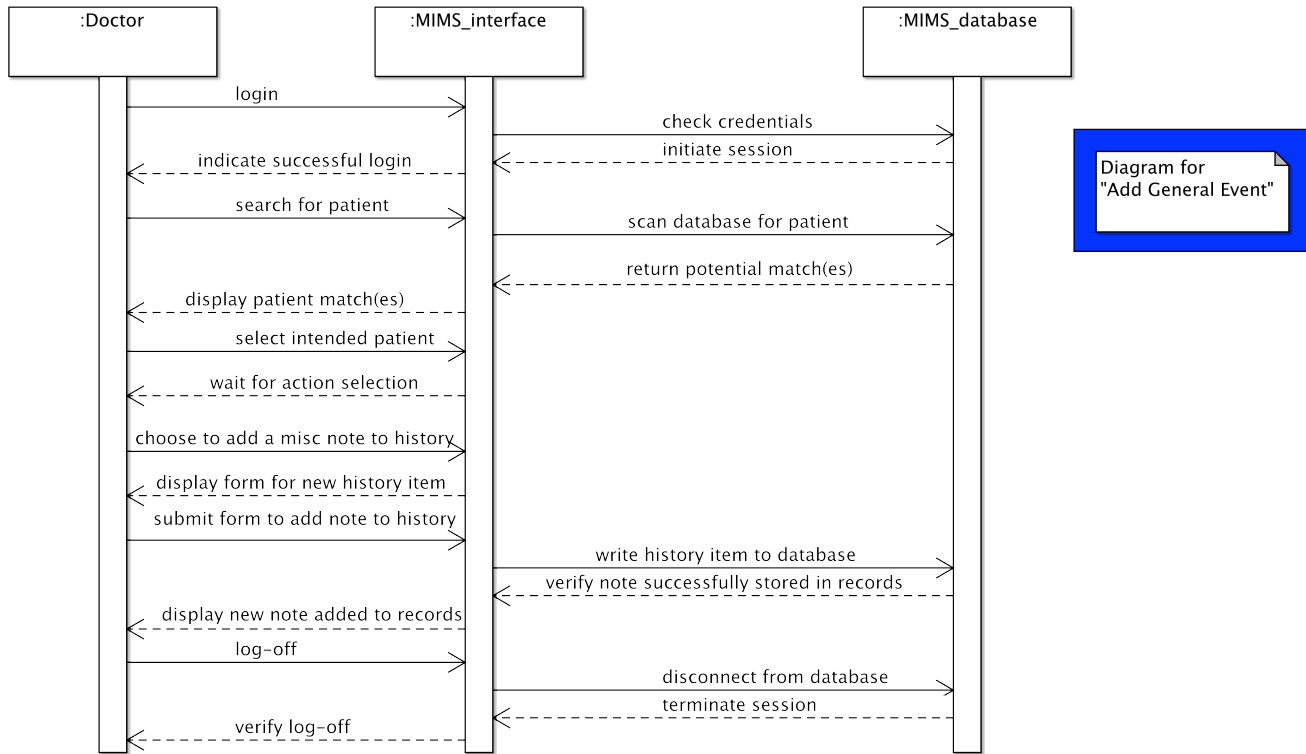 :Doctor
:MIMS_interface
:MIMS_database
login
check credentials
initiate session
indicate successful login
Diagram for
"Add General Event"
search for patient
scan database for patient
return potential match(es)
display patient match(es)
select intended patient
wait for action selection
choose to add a misc note to history
display form for new history item
submit form to add note to history
write history item to database
verify note successfully stored in records
display new note added to records
log-off
disconnect from database
terminate session
verify log-off